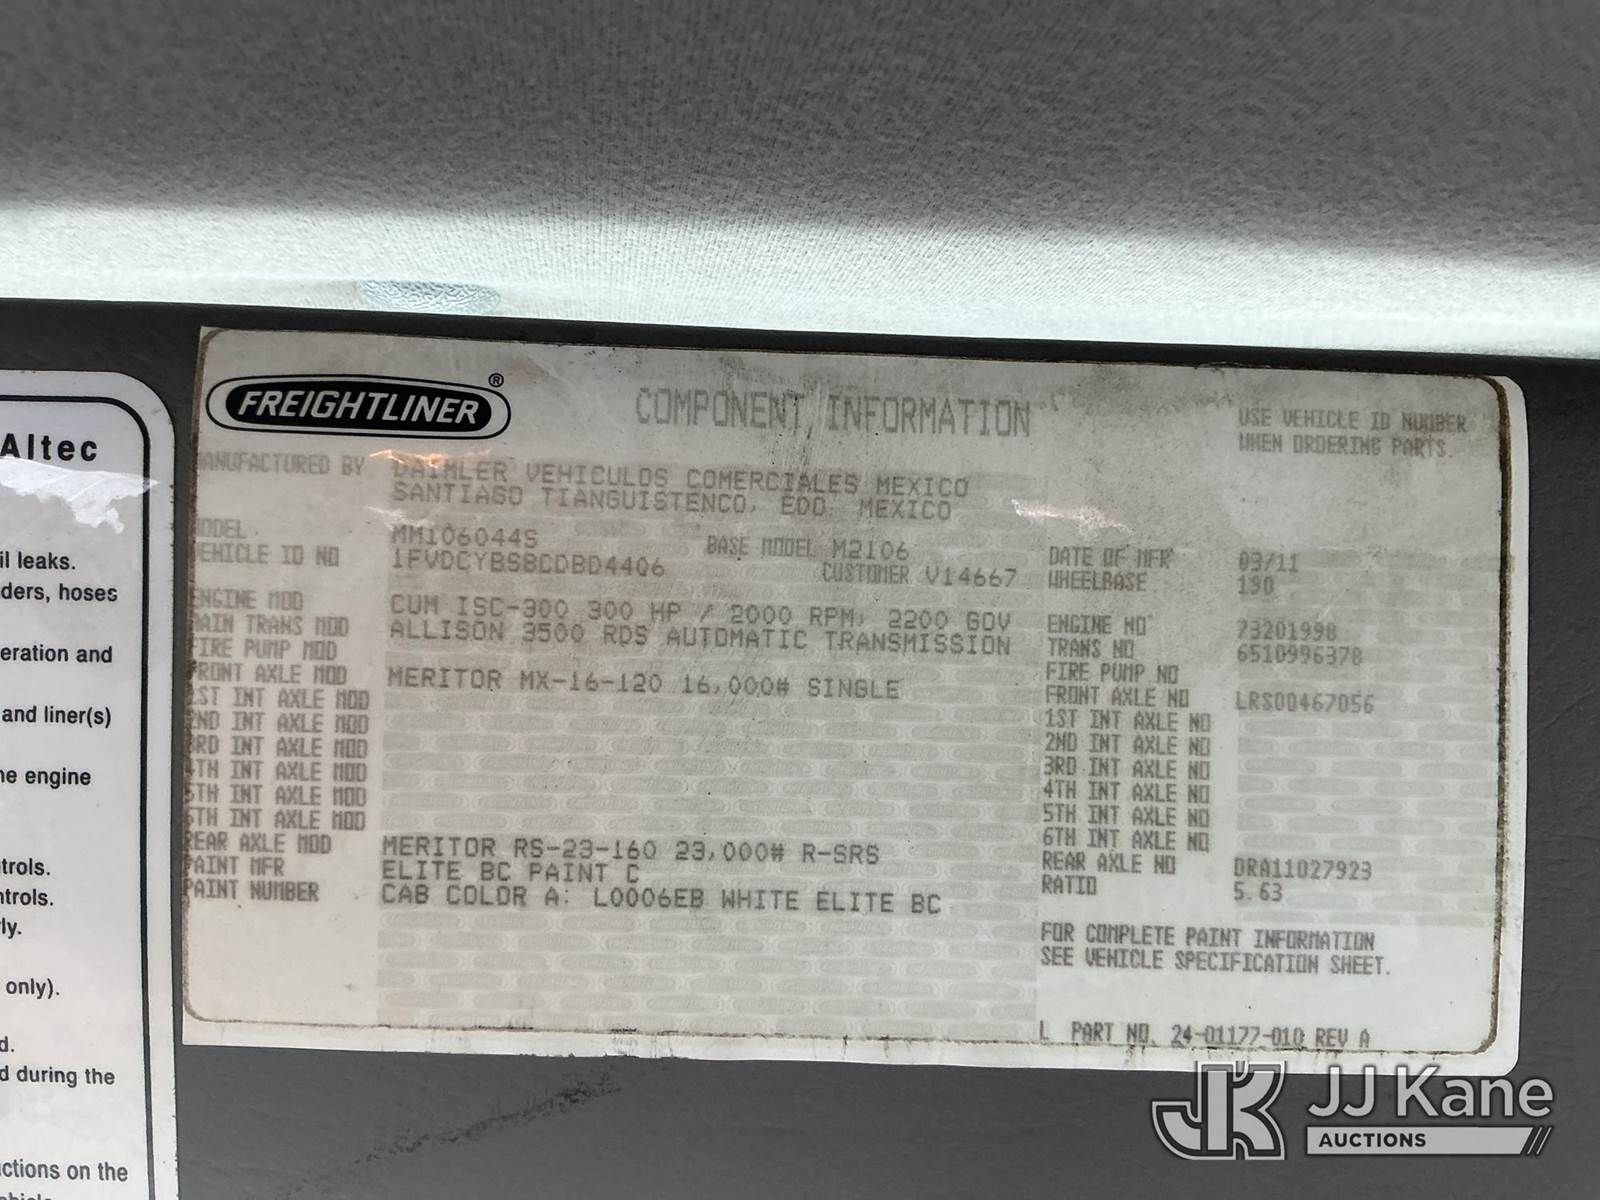 Altec
il leaks.
ders, hoses
eration and
and liner(s)
he engine
trols.
ntrols.
ly.
only).
d.
d during the
ctions on the
FREIGHTLINER®
COMPONENT INFORMATION
USE VEHICLE ID NUMBER
WHEN ORDERING PARTS.
MANUFACTURED BY DAIMLER VEHICULOS COMERCIALES MEXICO
SANTIAGO TIANGUISTENCO, EDO. MEXICO
MODEL MM106044S BASE MODEL M2106 DATE OF MFR 03/11
VEHICLE ID NO 1FVDCYBS8CDBD4406 CUSTOMER V14667 WHEELBASE 190
ENGINE MOD CUM ISC-300 300 HP / 2000 RPM, 2200 GOV ENGINE NO 73201998
MAIN TRANS MOD ALLISON 3500 RDS AUTOMATIC TRANSMISSION TRANS NO 6510996378
FIRE PUMP MOD FIRE PUMP NO
FRONT AXLE MOD MERITOR MX-16-120 16,000# SINGLE FRONT AXLE NO LRS00467056
1ST INT AXLE MOD 1ST INT AXLE NO
2ND INT AXLE MOD 2ND INT AXLE NO
3RD INT AXLE MOD 3RD INT AXLE NO
4TH INT AXLE MOD 4TH INT AXLE NO
5TH INT AXLE MOD 5TH INT AXLE NO
6TH INT AXLE MOD 6TH INT AXLE NO
REAR AXLE MOD MERITOR RS-23-160 23,000# R-SRS REAR AXLE NO DRA11027923
PAINT MFR ELITE BC PAINT C RATIO 5.63
PAINT NUMBER CAB COLOR A: L0006EB WHITE ELITE BC
FOR COMPLETE PAINT INFORMATION
SEE VEHICLE SPECIFICATION SHEET.
L PART NO. 24-01177-010 REV A
JJ Kane
AUCTIONS